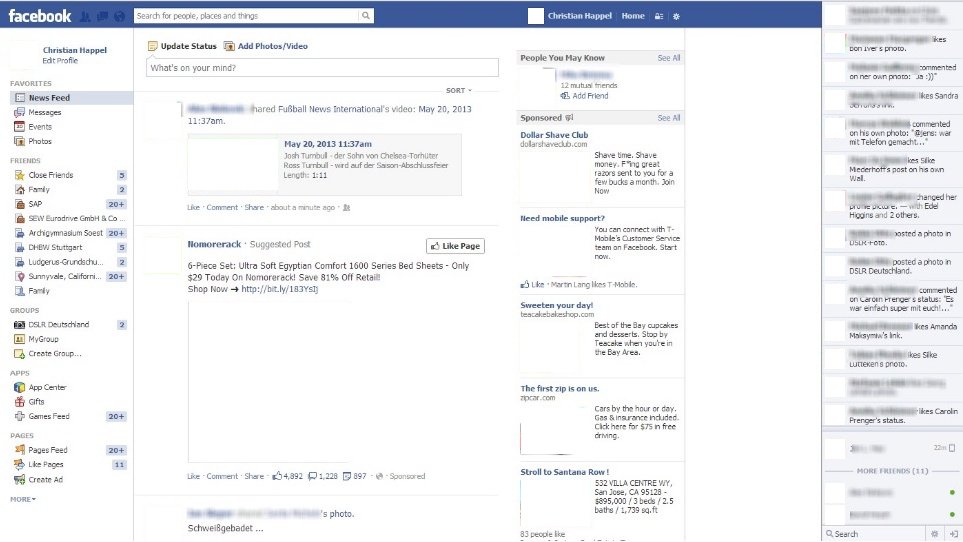 facebook
Search for people, places and things
Christian Happel
Home
Christian Happel
Edit Profile
FAVORITES
News Feed
Messages
Events
Photos
FRIENDS
Close Friends 5
Family 2
SAP 20+
SEW Eurodrive GmbH & Co ...
Archigymnasium Soest 20+
DHBW Stuttgart 5
Ludgerus-Grundschu... 2
Sunnyvale, Californi... 20+
Family
GROUPS
DSLR Deutschland 2
MyGroup
Create Group...
APPS
App Center
Gifts
Games Feed 20+
PAGES
Pages Feed 20+
Like Pages 11
Create Ad
MORE
Update Status
Add Photos/Video
What's on your mind?
SORT
shared Fußball News International's video: May 20, 2013
11:37am.
May 20, 2013 11:37am
Josh Turnbull - der Sohn von Chelsea-Torhüter
Ross Turnbull - wird auf der Saison-Abschlussfeier
Length: 1:11
Like · Comment · Share · about a minute ago ·
Nomorerack · Suggested Post
Like Page
6-Piece Set: Ultra Soft Egyptian Comfort 1600 Series Bed Sheets - Only
$29 Today On Nomorerack! Save 81% Off Retail!
Shop Now ➔ http://bit.ly/183YsIj
Like · Comment · Share · 4,892 1,228 897 · Sponsored
's photo.
Schweißgebadet ...
People You May Know
See All
12 mutual friends
Add Friend
Sponsored
See All
Dollar Shave Club
dollarshaveclub.com
Shave time. Shave
money. F*ing great
razors sent to you for a
few bucks a month. Join
Now
Need mobile support?
You can connect with T-
Mobile's Customer Service
team on Facebook. Start
now.
Like · Martin Lang likes T-Mobile.
Sweeten your day!
teacakebakeshop.com
Best of the Bay cupcakes
and desserts. Stop by
Teacake when you're in
the Bay Area.
The first zip is on us.
zipcar.com
Cars by the hour or day.
Gas & insurance included.
Click here for $75 in free
driving.
Stroll to Santana Row !
532 VILLA CENTRE WY,
San Jose, CA 95128 -
$895,000 / 3 beds / 2.5
baths / 1,739 sq.ft
83 people like
likes
Bon Iver's photo.
commented
on her own photo: "Ja :))"
likes Sandra
link.
commented
on his own photo: "@Jens: war
mit Telefon gemacht..."
likes Silke
Miederhoff's post on his own
Wall.
changed her
profile picture. — with Edel
Higgins and 2 others.
posted a photo in
DSLR Foto.
posted a photo in
DSLR Deutschland.
commented
on Carolin Prenger's status: "Es
war einfach super mit euch!..."
likes Amanda
Maksymiw's link.
likes Silke
Lütteken's photo.
likes Carolin
Prenger's status.
22m
MORE FRIENDS (11)
Search